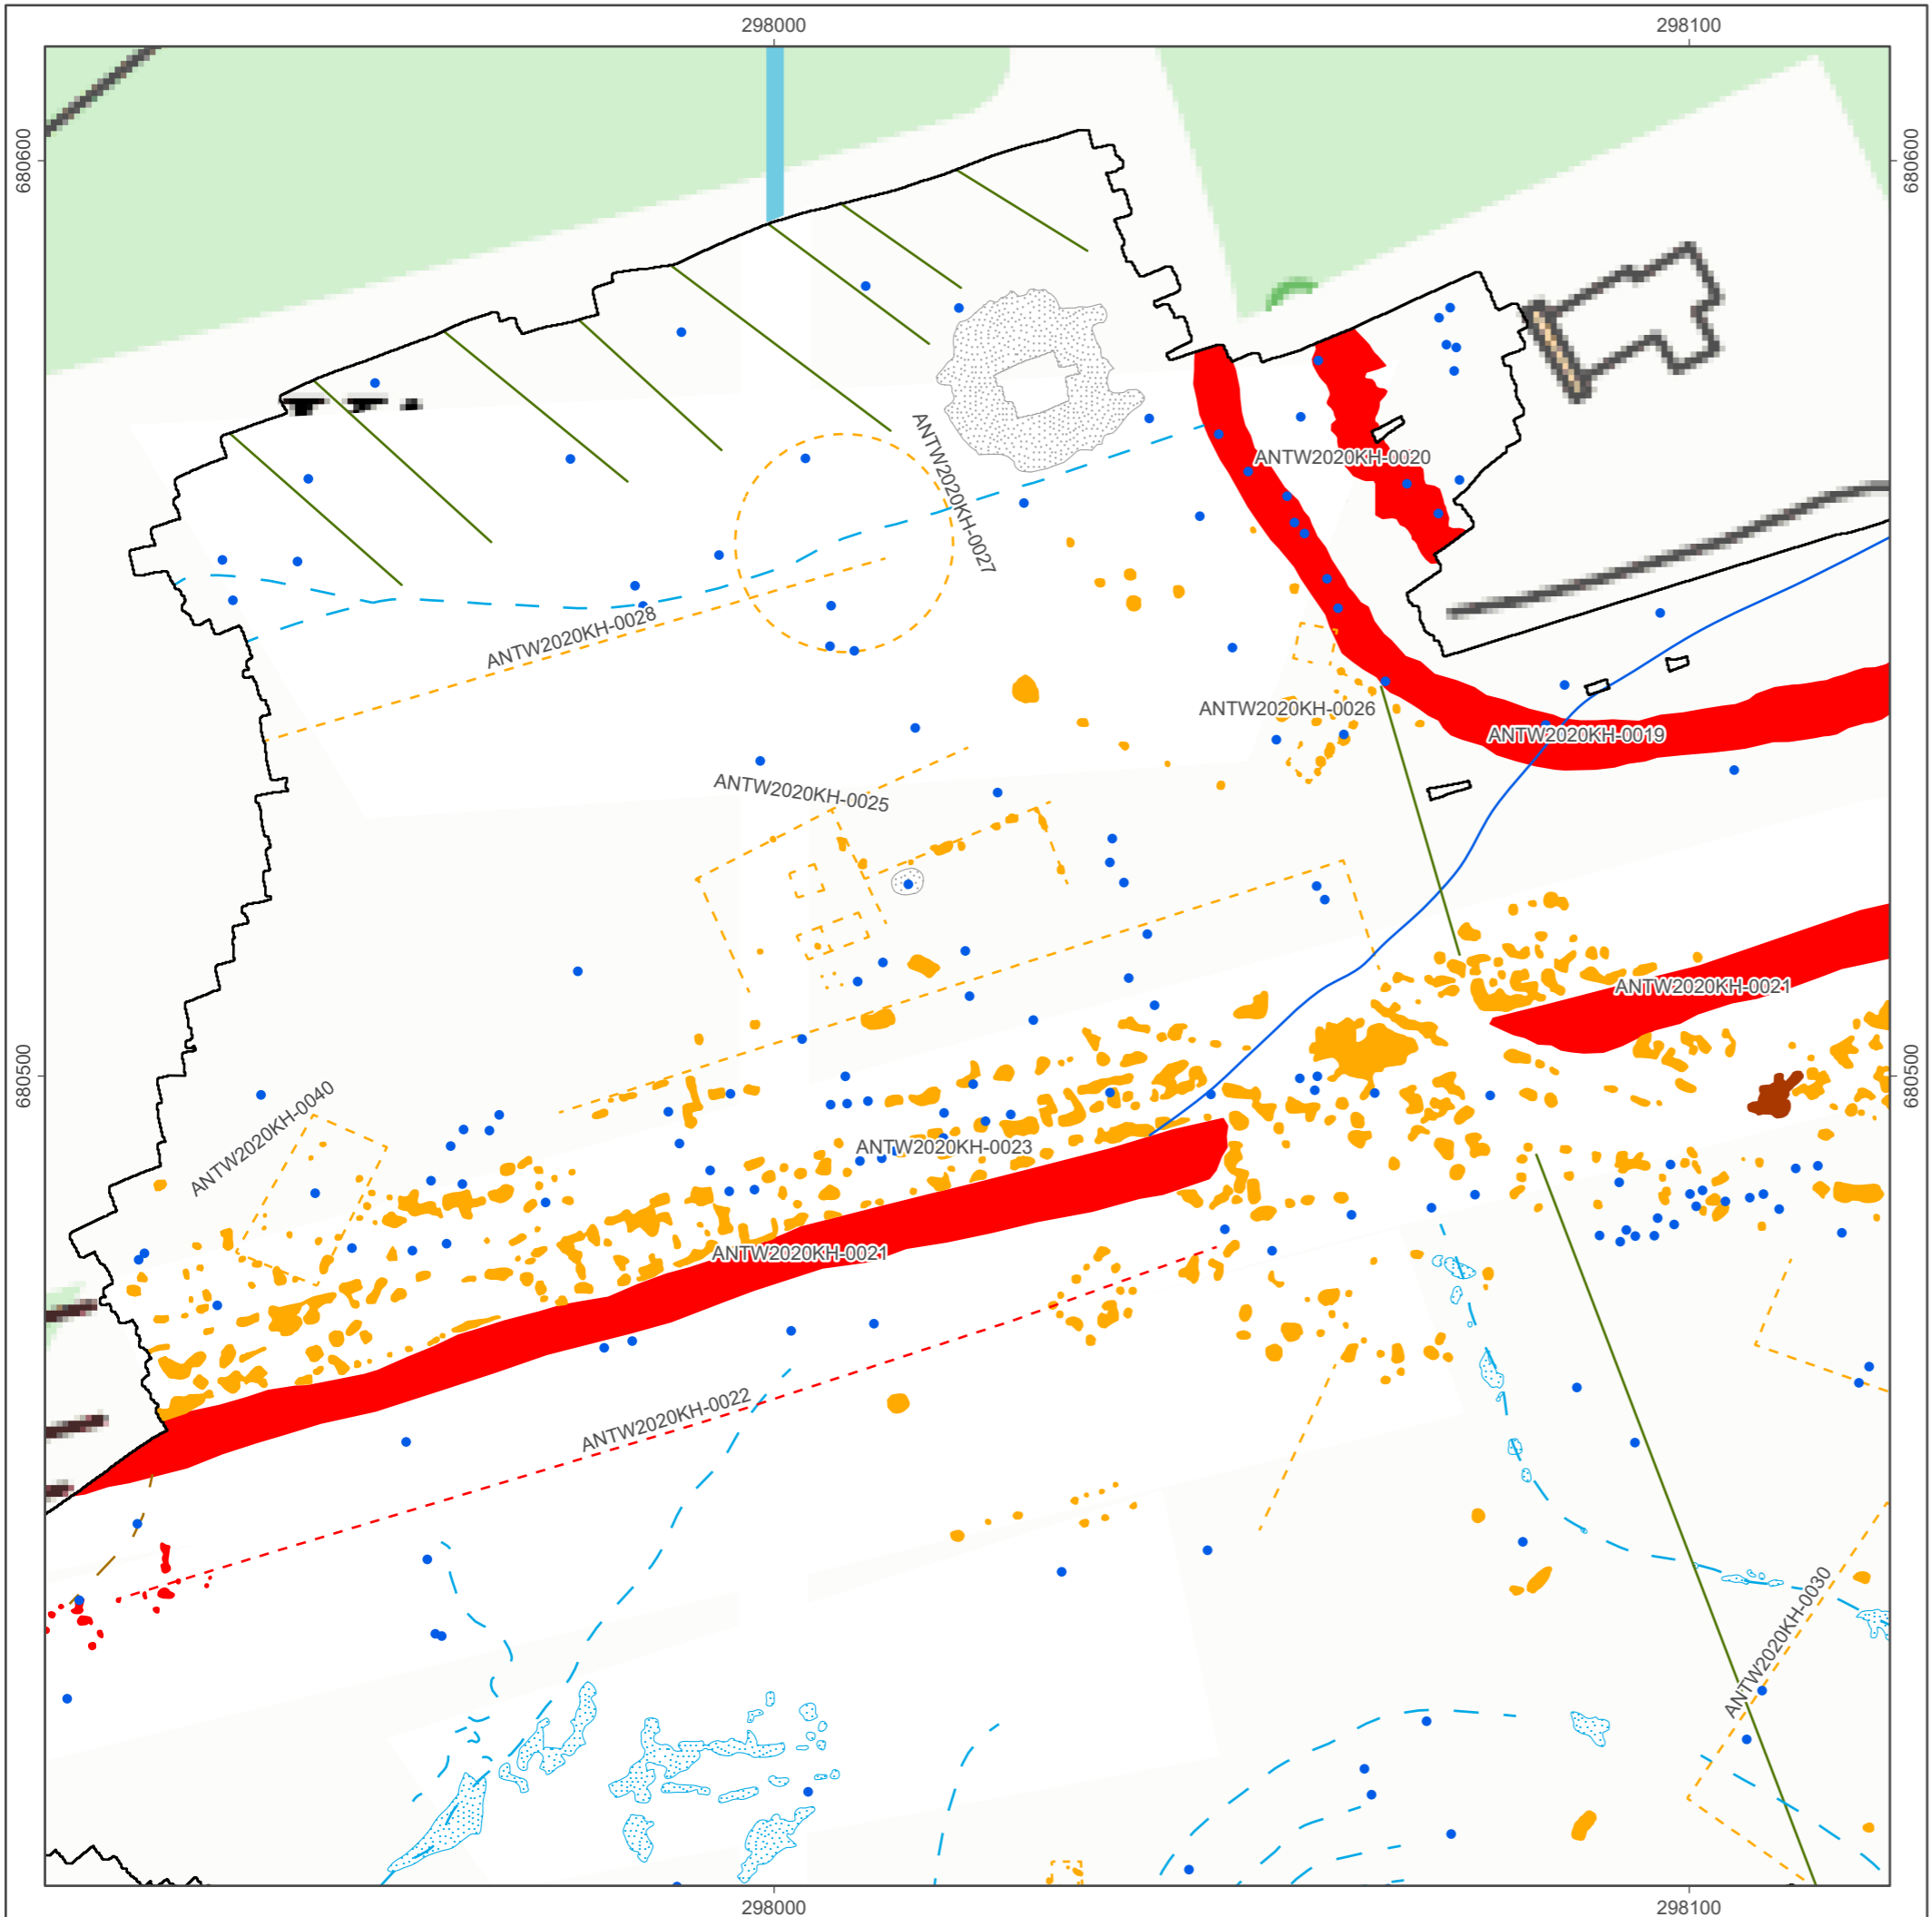 298000
298100
680600
680600
ANTW2020KH-0020
ANTW2020KH-0027
ANTW2020KH-0028
ANTW2020KH-0026
ANTW2020KH-0019
ANTW2020KH-0025
ANTW2020KH-0021
680500
680500
ANTW2020KH-0040
ANTW2020KH-0023
ANTW2020KH-0021
ANTW2020KH-0022
ANTW2020KH-0030
298000
298100